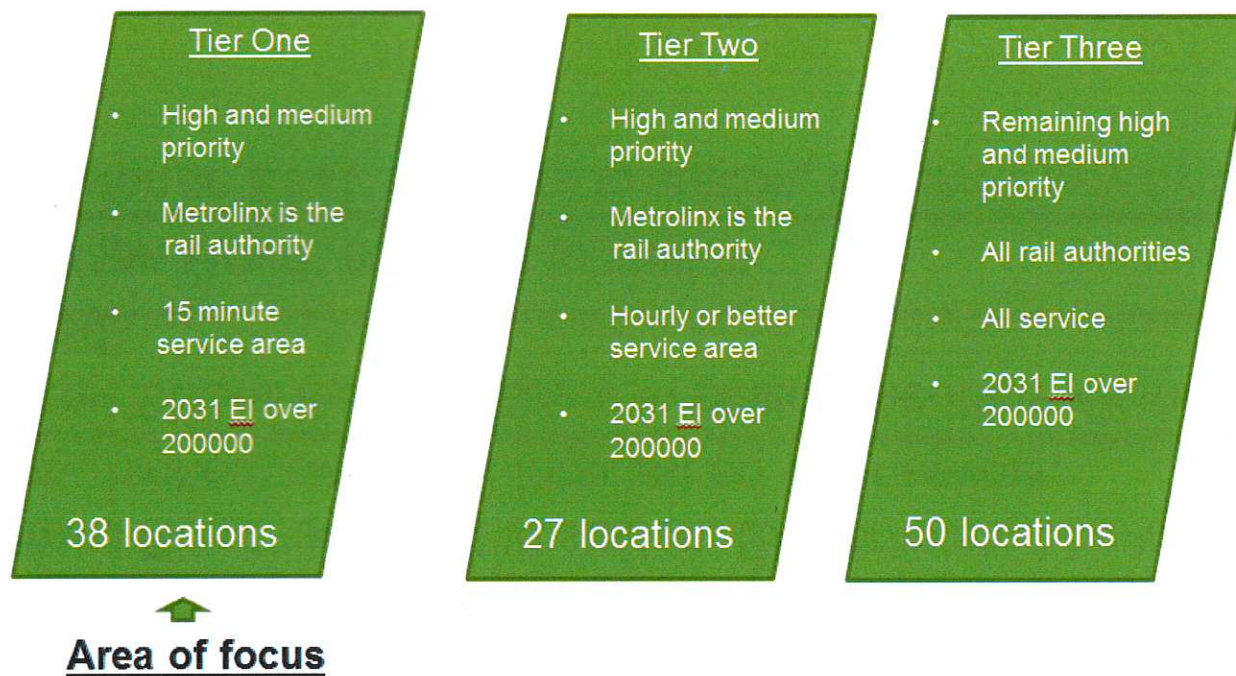 Tier One
• High and medium
priority
• Metrolinx is the
rail authority
• 15 minute
service area
• 2031 EI over
200000
38 locations
Area of focus
Tier Two
• High and medium
priority
• Metrolinx is the
rail authority
• Hourly or better
service area
• 2031 EI over
200000
27 locations
Tier Three
• Remaining high
and medium
priority
• All rail authorities
• All service
• 2031 EI over
200000
50 locations